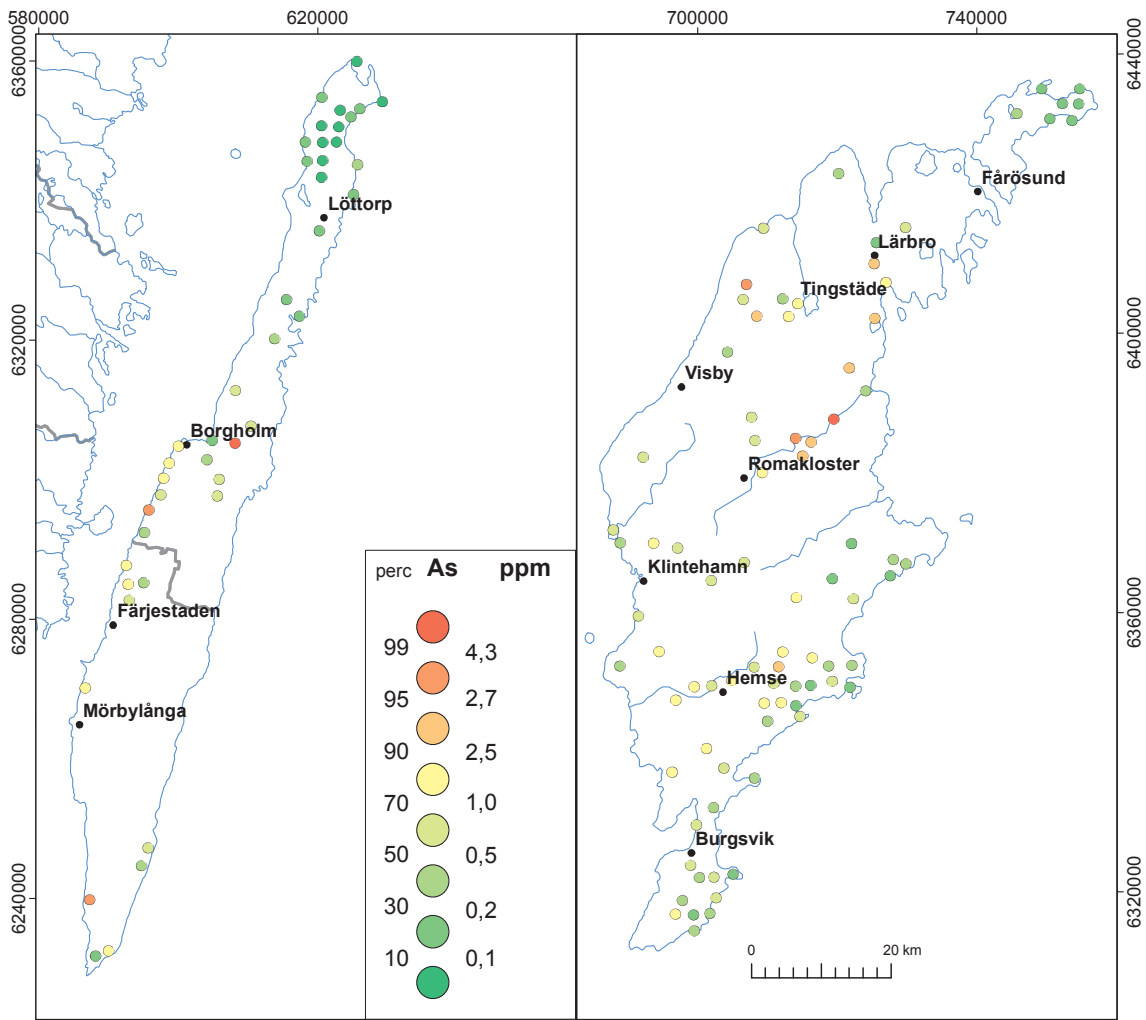 580000
620000
700000
740000
6360000
6320000
6280000
6240000
Löttorp
Borgholm
Färjestaden
Mörbylånga
perc As ppm
99
4,3
95
2,7
90
2,5
70
1,0
50
0,5
30
0,2
10
0,1
6440000
6400000
6360000
6320000
Fårösund
Lärbro
Tingstäde
Visby
Romakloster
Klintehamn
Hemse
Burgsvik
0 20 km